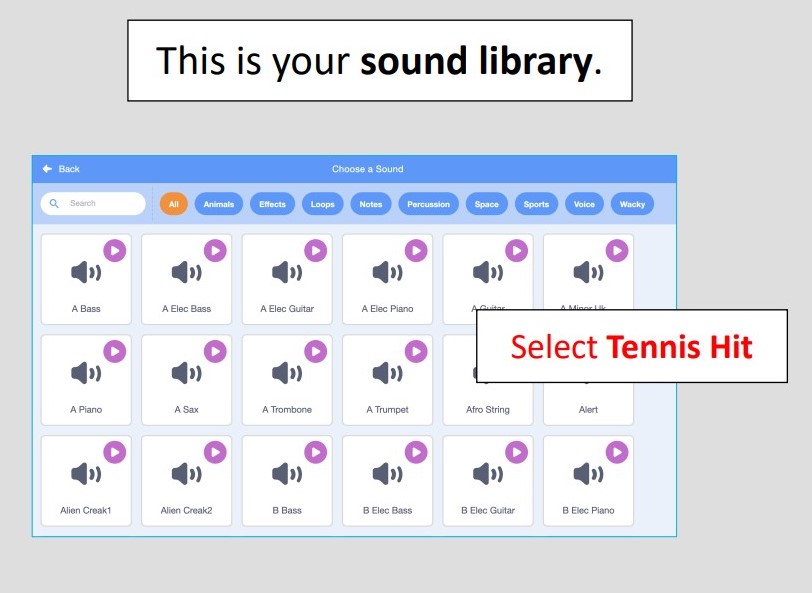 This is your sound library.
Back
Choose a Sound
Search
All
Animals
Effects
Loops
Notes
Percussion
Space
Sports
Voice
Wacky
A Bass
A Elec Bass
A Elec Guitar
A Elec Piano
A Guitar
A Minor Uk
Select Tennis Hit
A Piano
A Sax
A Trombone
A Trumpet
Afro String
Alert
Alien Creak1
Alien Creak2
B Bass
B Elec Bass
B Elec Guitar
B Elec Piano